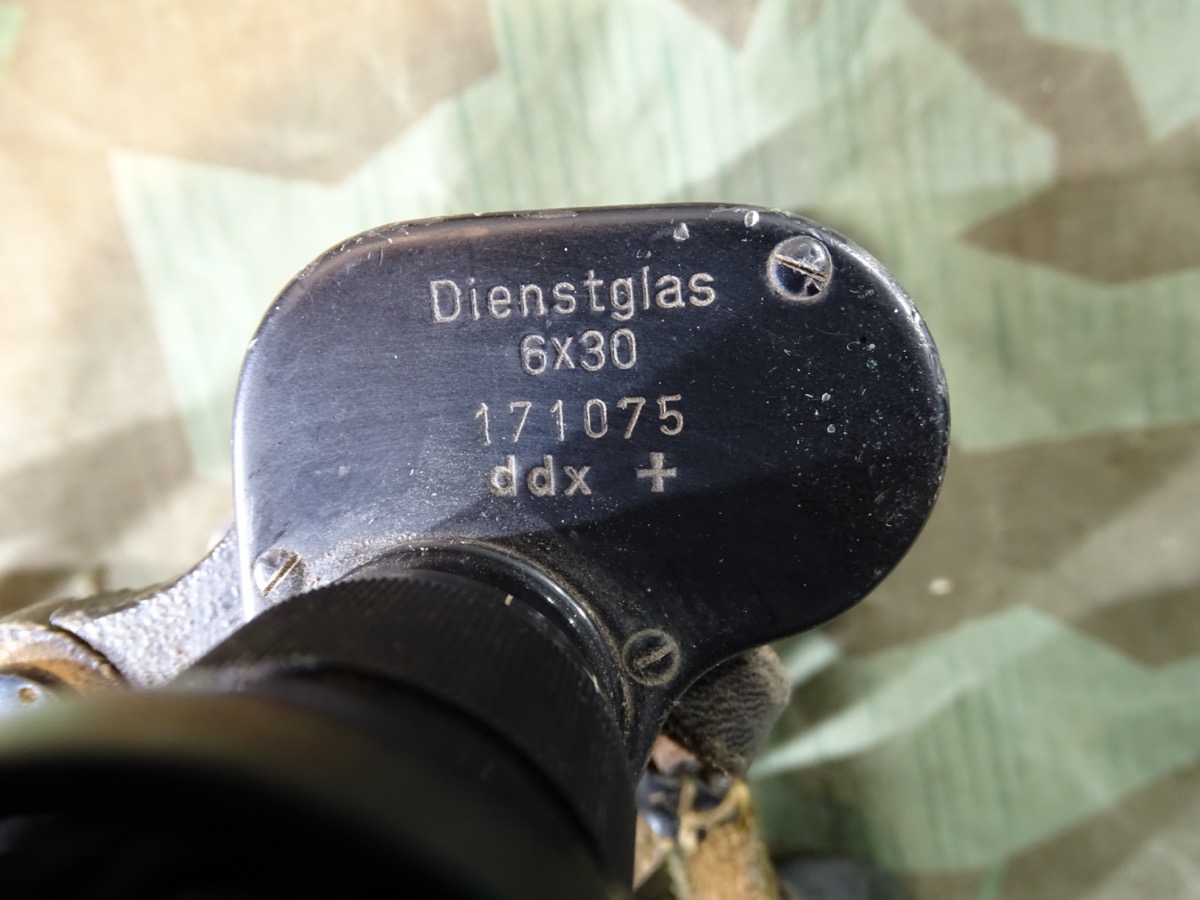 Dienstglas
6x30
171075
ddx +